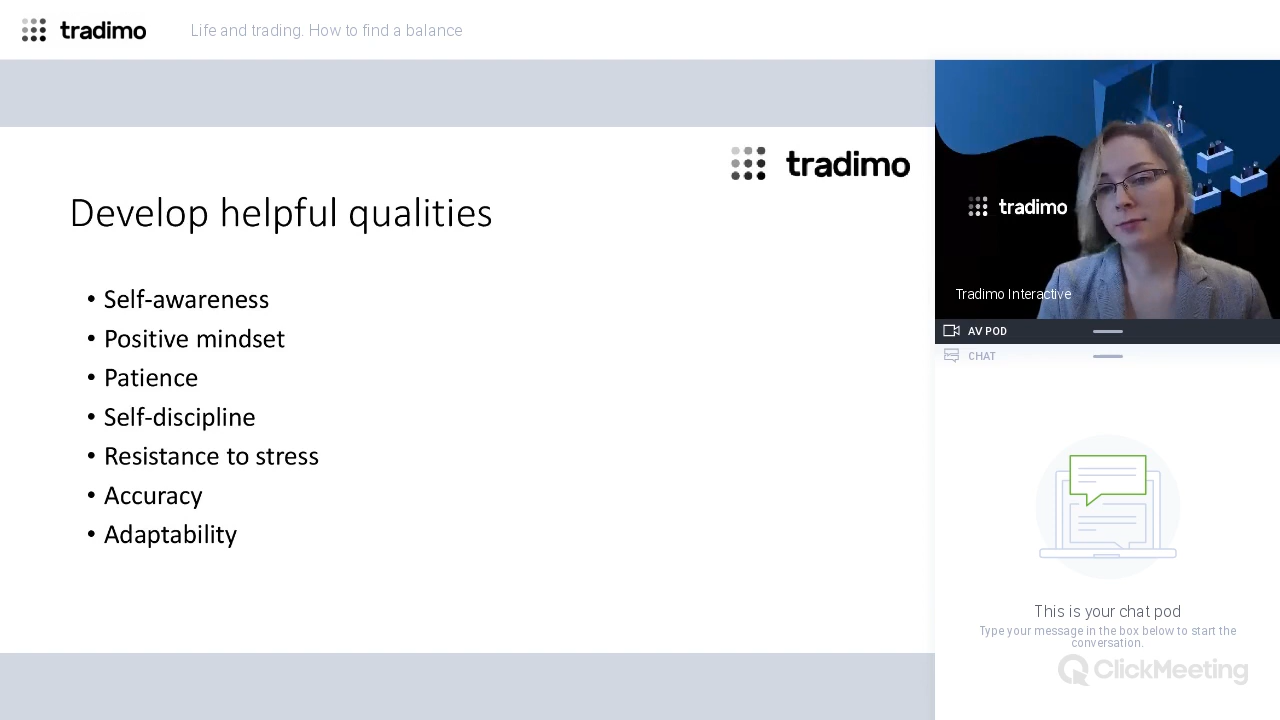 tradimo
Life and trading. How to find a balance
tradimo
Develop helpful qualities
• Self-awareness
• Positive mindset
• Patience
• Self-discipline
• Resistance to stress
• Accuracy
• Adaptability
tradimo
Tradimo Interactive
AV POD
CHAT
This is your chat pod
Type your message in the box below to start the
conversation.
ClickMeeting